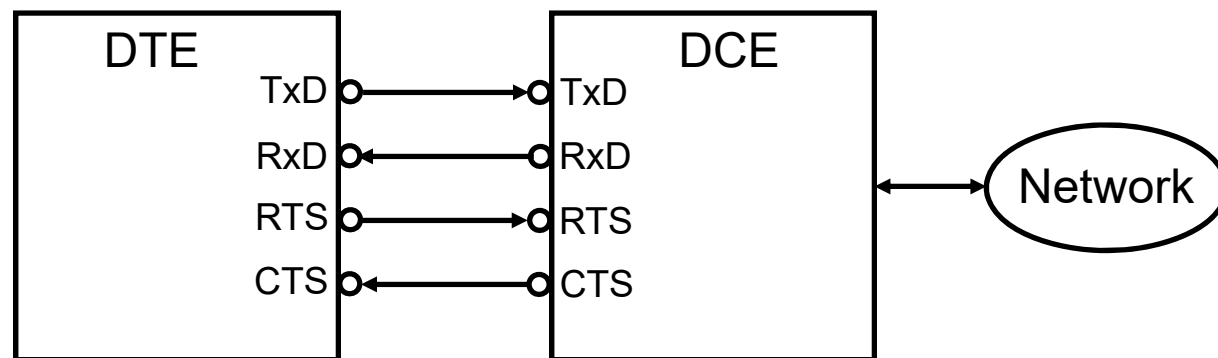 DTE
DCE
TxD
TxD
RxD
RxD
RTS
RTS
CTS
CTS
Network